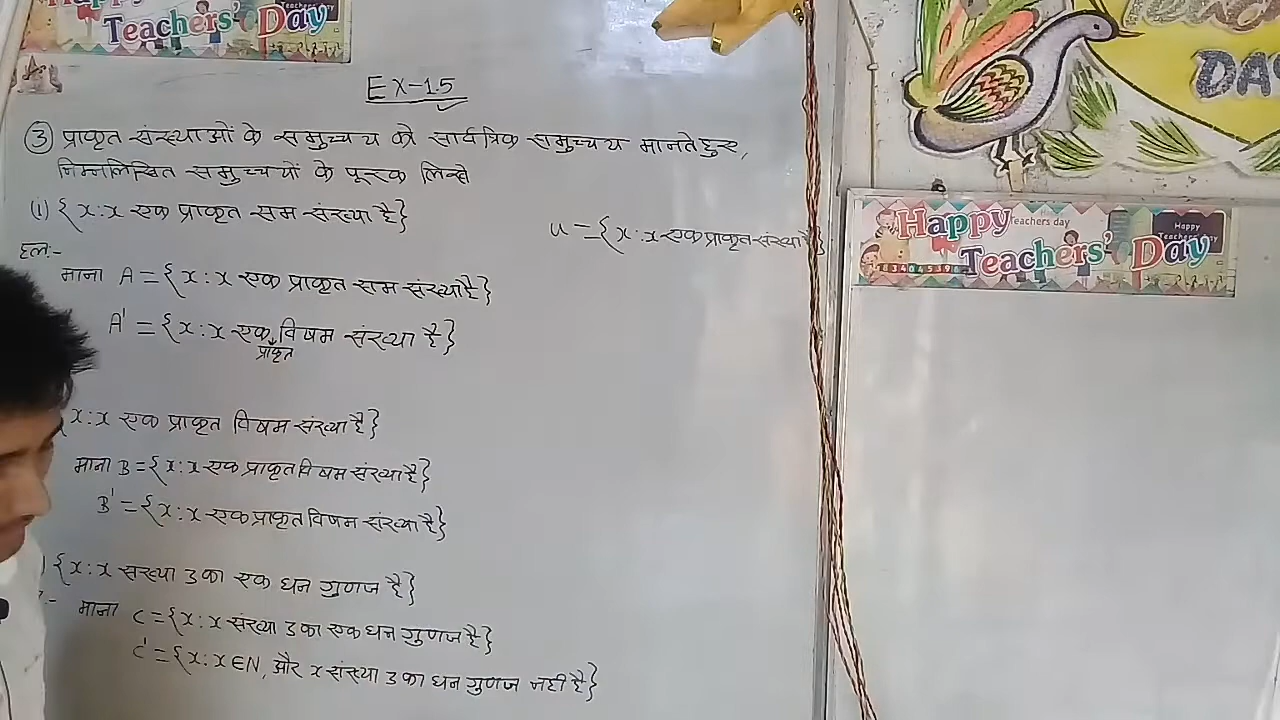 Happy
Teachers' Day
EX-1.5
③ प्राकृत संख्याओं के समुच्चय को सार्वत्रिक समुच्चय मानते हुए,
निम्नलिखित समुच्चयों के पूरक लिखो
(1) {x:x एक प्राकृत सम संख्या है}
U={x:x एक प्राकृत संख्या है}
हल:-
माना A={x:x एक प्राकृत सम संख्या है}
A'={x:x एक प्राकृत विषम संख्या है}
x:x एक प्राकृत विषम संख्या है}
माना B={x:x एक प्राकृत विषम संख्या है}
B'={x:x एक प्राकृत विषम संख्या है}
) {x:x संख्या 3 का एक धन गुणज है}
:- माना C={x:x संख्या 3 का एक धन गुणज है}
C'={x:x∈N, और x संख्या 3 का धन गुणज नही है}
DA
Happy Teachers day
Teachers' Day